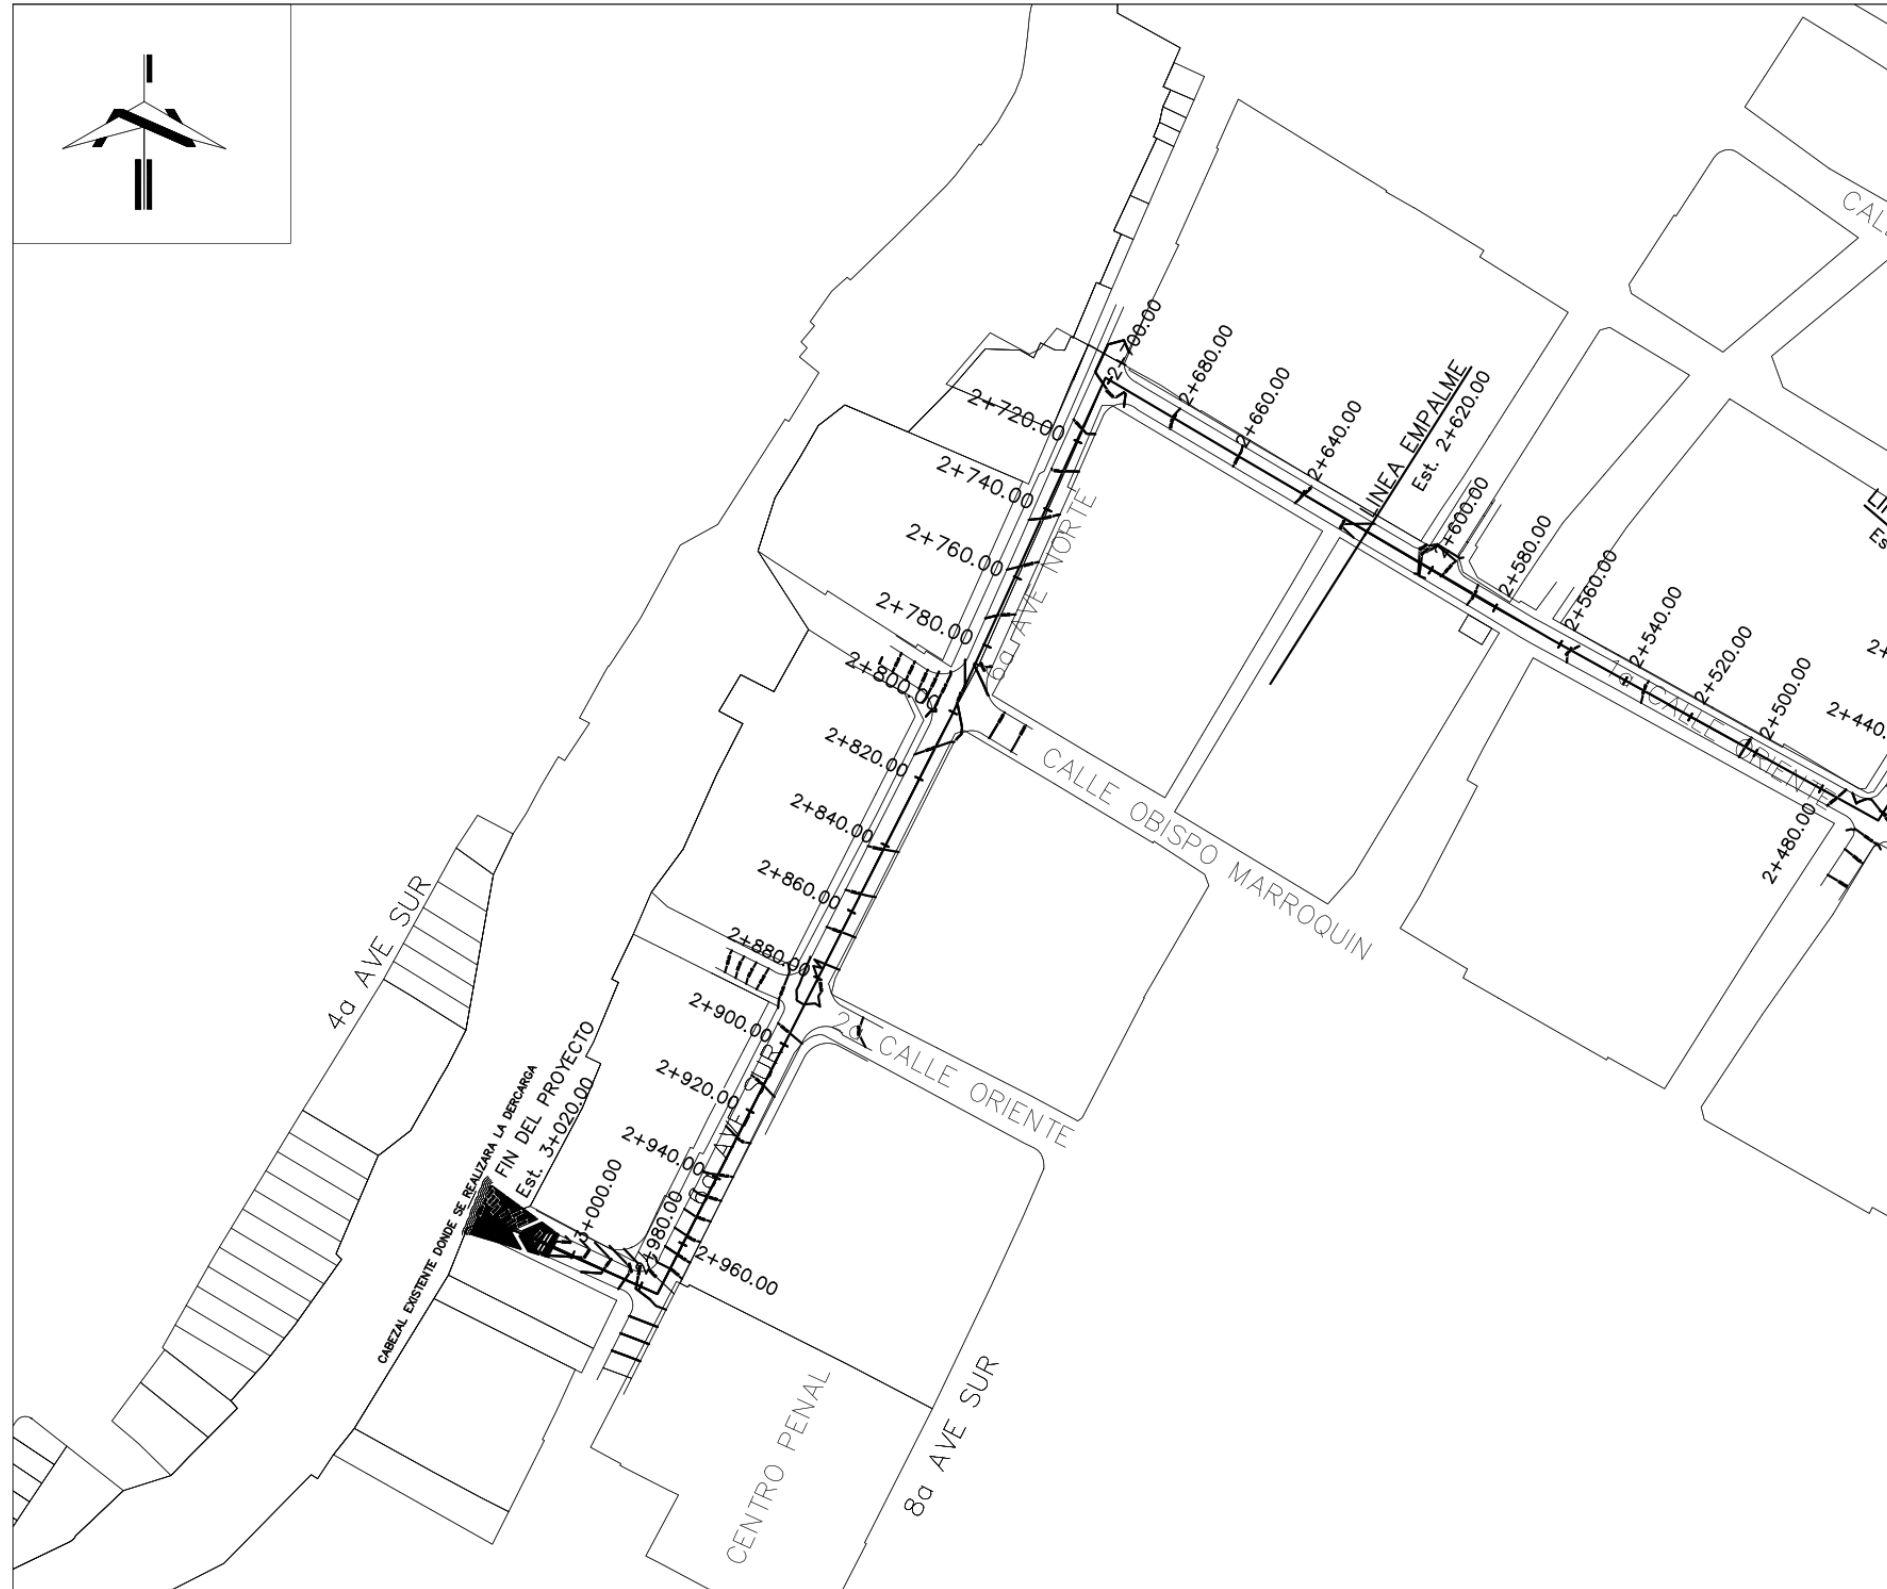 2+700.00
2+680.00
2+660.00
2+640.00
LINEA EMPALME
Est. 2+620.00
2+600.00
2+580.00
2+560.00
2+540.00
2+520.00
2+500.00
2+440.
2+480.00
1a CALLE ORIENTE
2+720.00
2+740.00
2+760.00
2+780.00
2+800.00
6a AVE NORTE
2+820.00
2+840.00
2+860.00
2+880.00
CALLE OBISPO MARROQUIN
2+900.00
2+920.00
2+940.00
2+960.00
2+980.00
3+000.00
6a AVE SUR
2a CALLE ORIENTE
4a AVE SUR
FIN DEL PROYECTO
Est. 3+020.00
CABEZAL EXISTENTE DONDE SE REALIZARA LA DERCARGA
CENTRO PENAL
8a AVE SUR